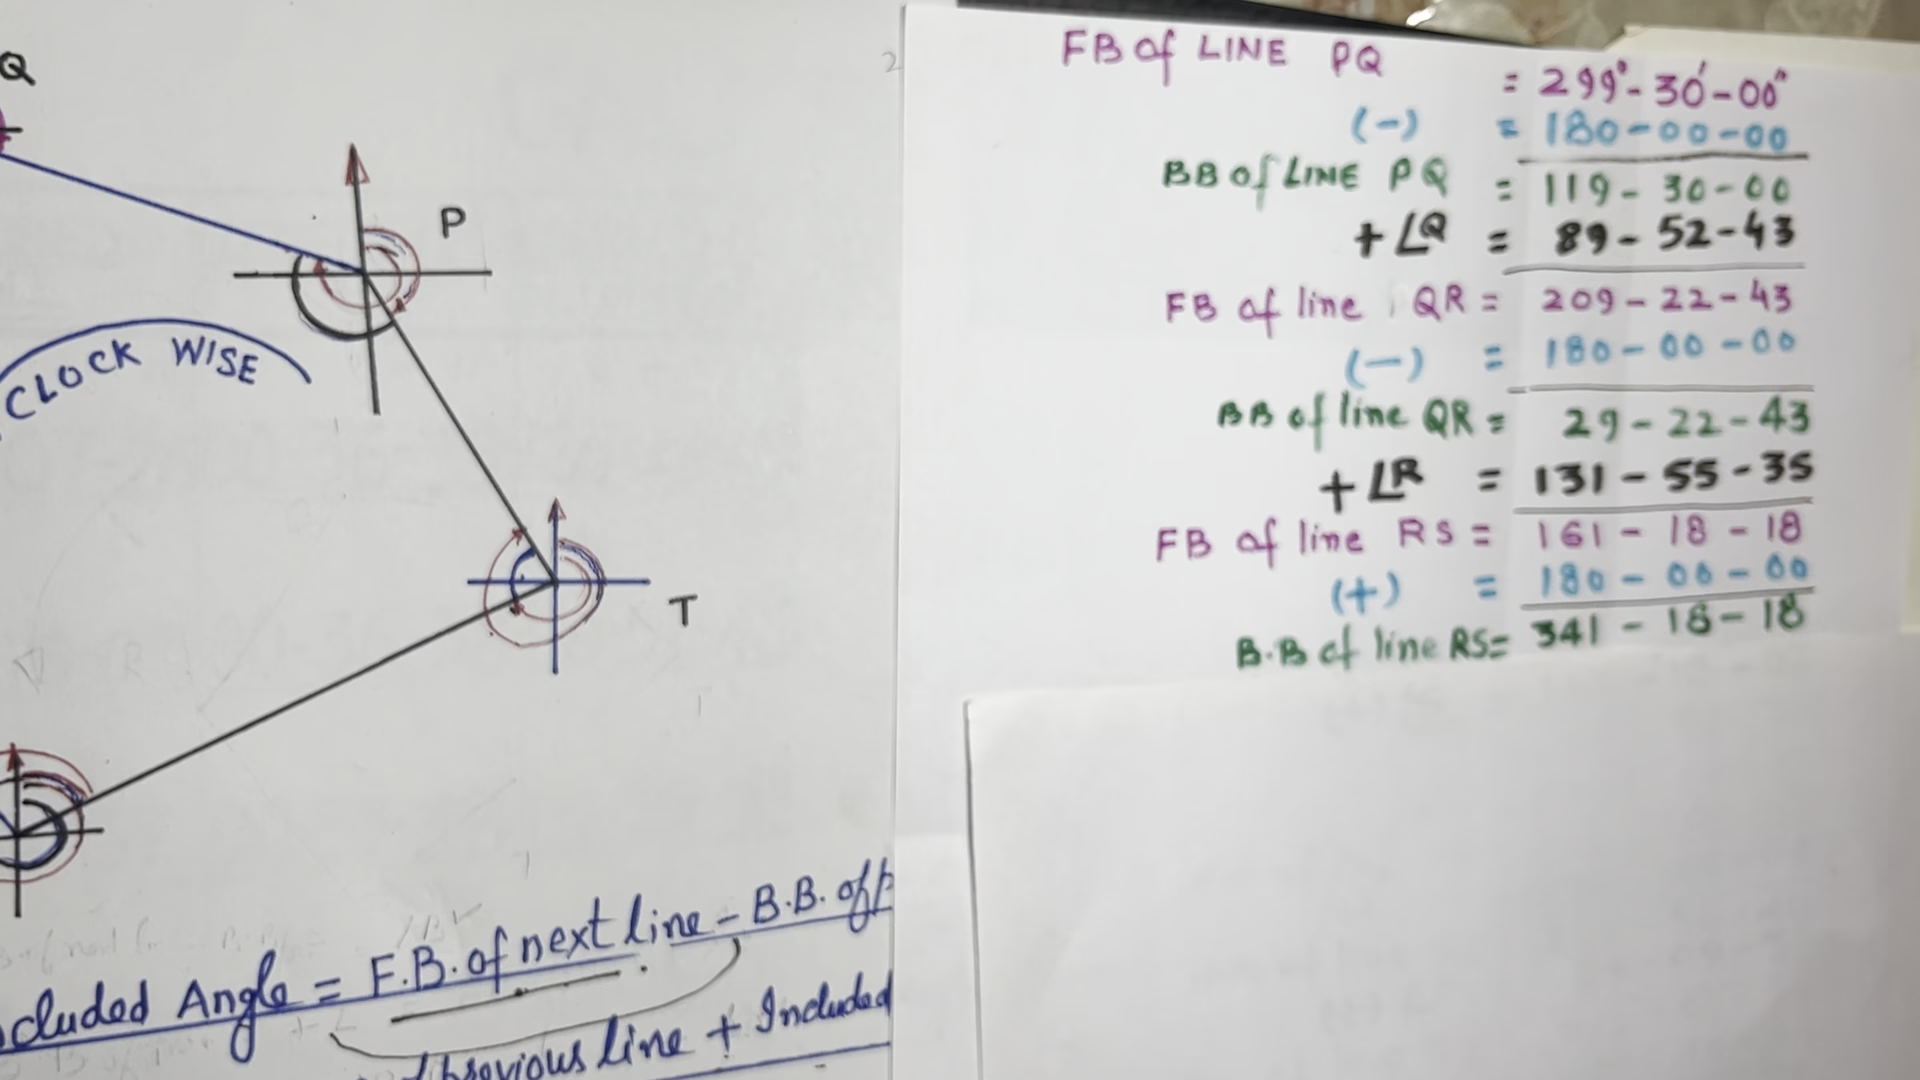 Q
P
CLOCK WISE
T
cluded Angle = F.B. of next line - B.B. of
previous line + Included
FB of LINE PQ = 299°- 30'- 00"
(-) = 180-00-00
BB of LINE PQ = 119- 30-00
+ ∠Q = 89- 52-43
FB of line QR = 209-22-43
(-) = 180-00-00
BB of line QR = 29-22-43
+ ∠R = 131-55-35
FB of line RS = 161 - 18 - 18
(+) = 180 - 00 - 00
B.B of line RS= 341 - 18 - 18